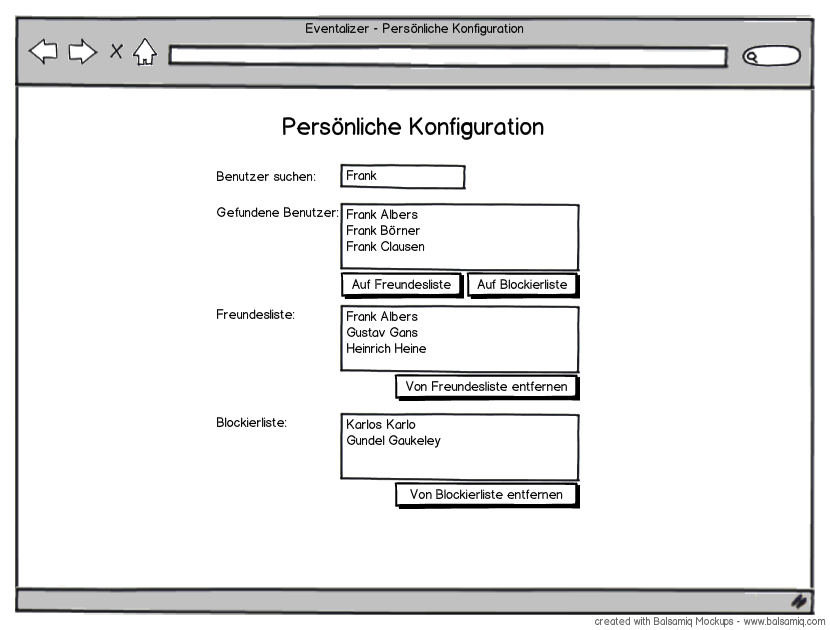 Eventalizer - Persönliche Konfiguration
Persönliche Konfiguration
Benutzer suchen:
Frank
Gefundene Benutzer:
Frank Albers
Frank Börner
Frank Clausen
Auf Freundesliste
Auf Blockierliste
Freundesliste:
Frank Albers
Gustav Gans
Heinrich Heine
Von Freundesliste entfernen
Blockierliste:
Karlos Karlo
Gundel Gaukeley
Von Blockierliste entfernen
created with Balsamiq Mockups - www.balsamiq.com